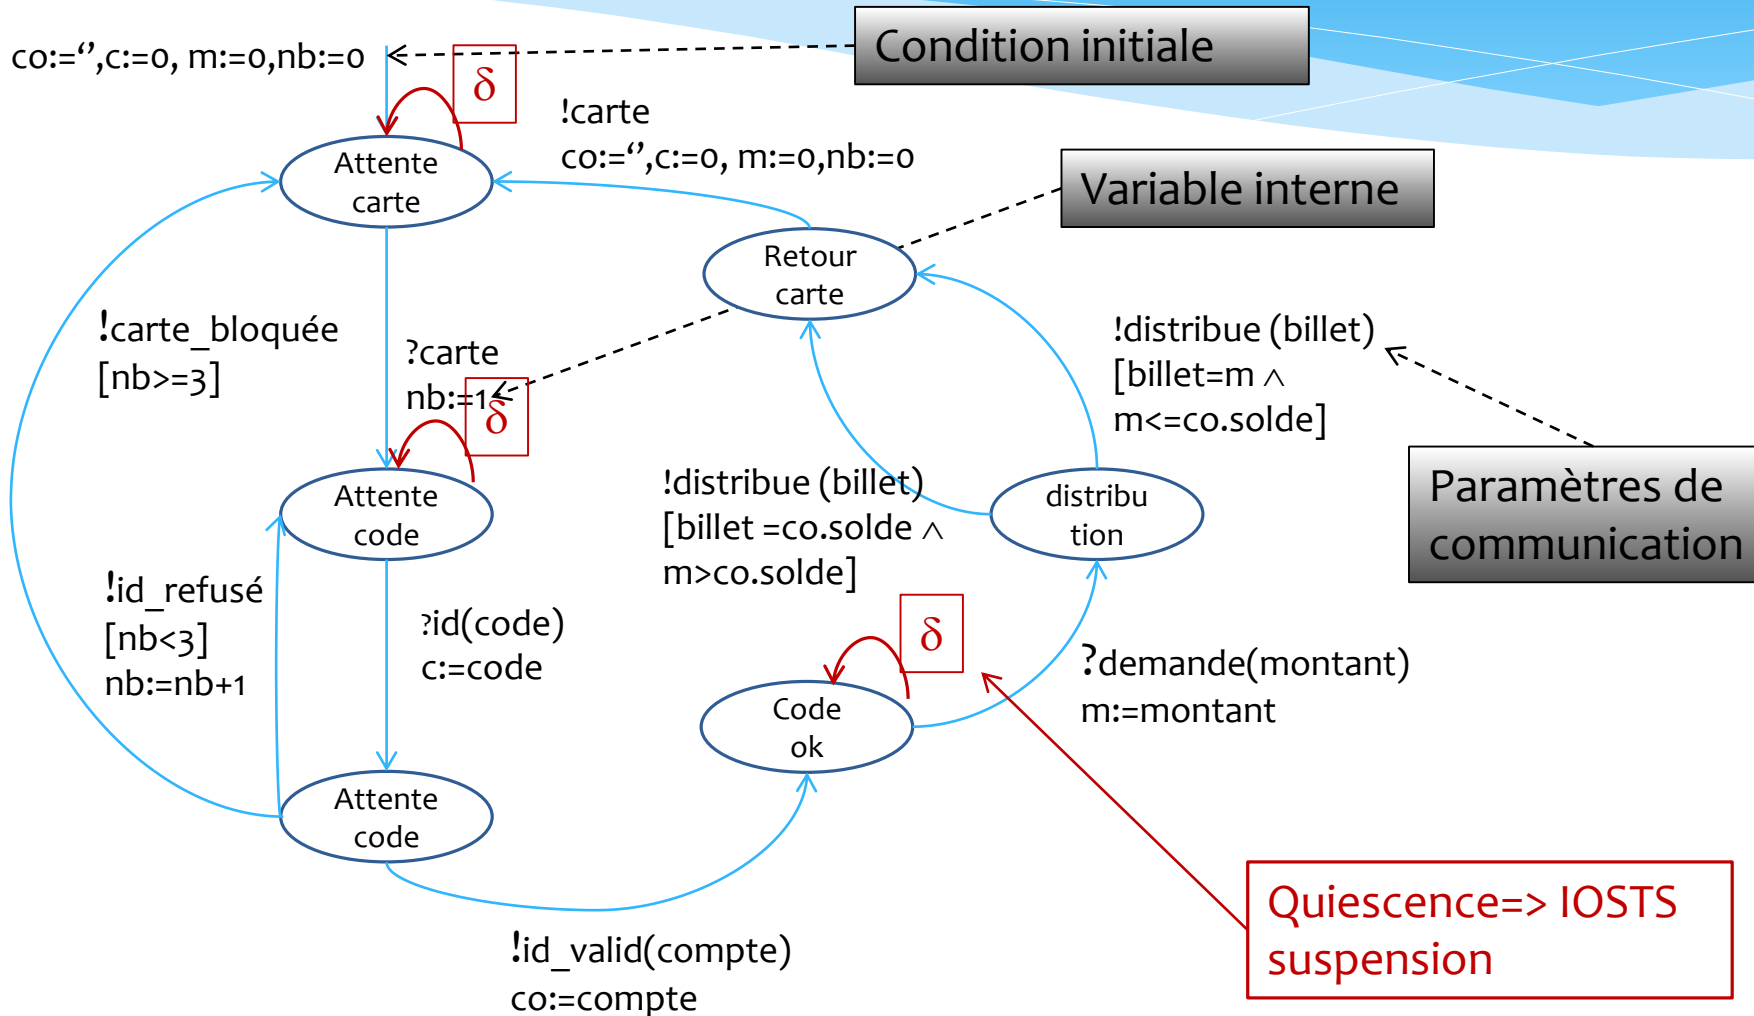 Condition initiale
co:=‘’,c:=0, m:=0,nb:=0
δ
!carte
co:=‘’,c:=0, m:=0,nb:=0
Attente
carte
Variable interne
Retour
carte
!carte_bloquée
[nb>=3]
?carte
nb:=1
δ
!distribue (billet)
[billet=m ∧
m<=co.solde]
Attente
code
!distribue (billet)
[billet =co.solde ∧
m>co.solde]
distribu
tion
Paramètres de
communication
!id_refusé
[nb<3]
nb:=nb+1
?id(code)
c:=code
δ
?demande(montant)
m:=montant
Code
ok
Attente
code
Quiescence=> IOSTS
suspension
!id_valid(compte)
co:=compte